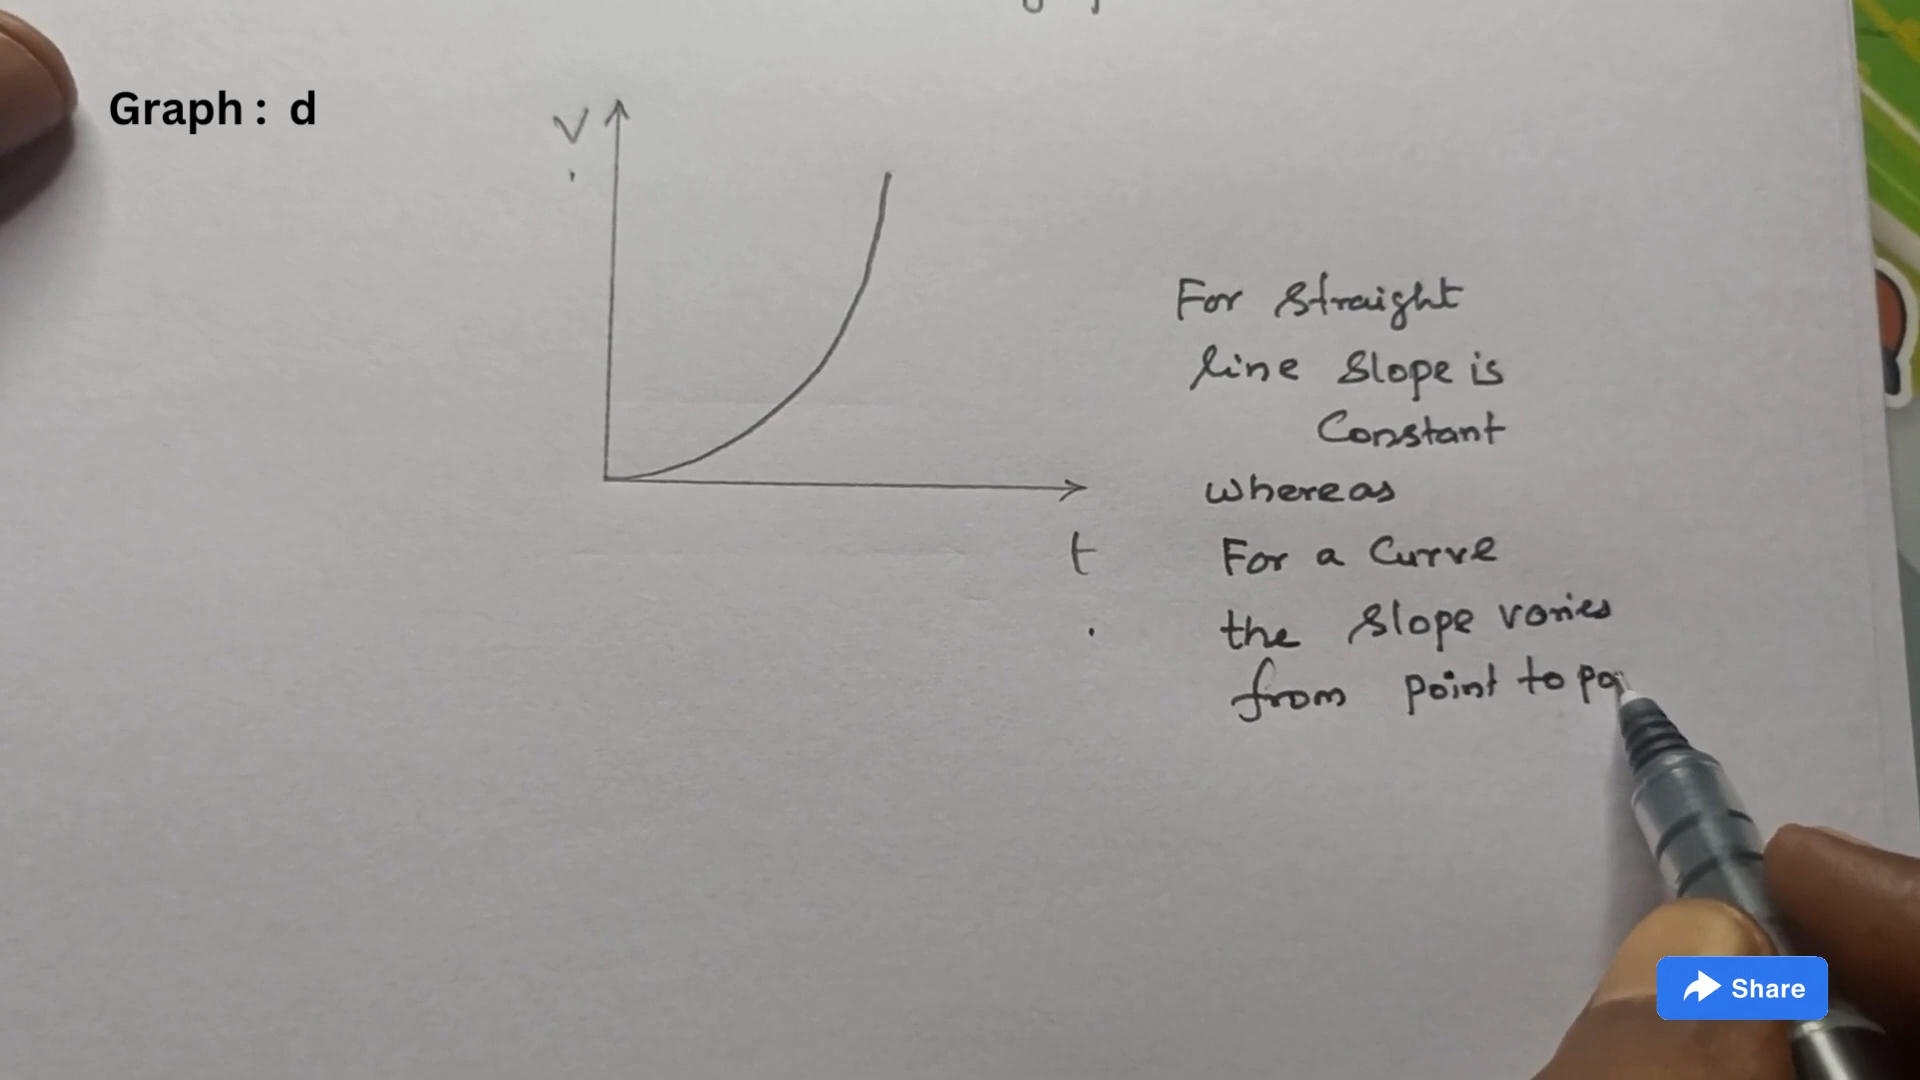 Graph : d
V
For straight
line slope is
Constant
whereas
t
For a Curve
the slope varies
from point to po
Share